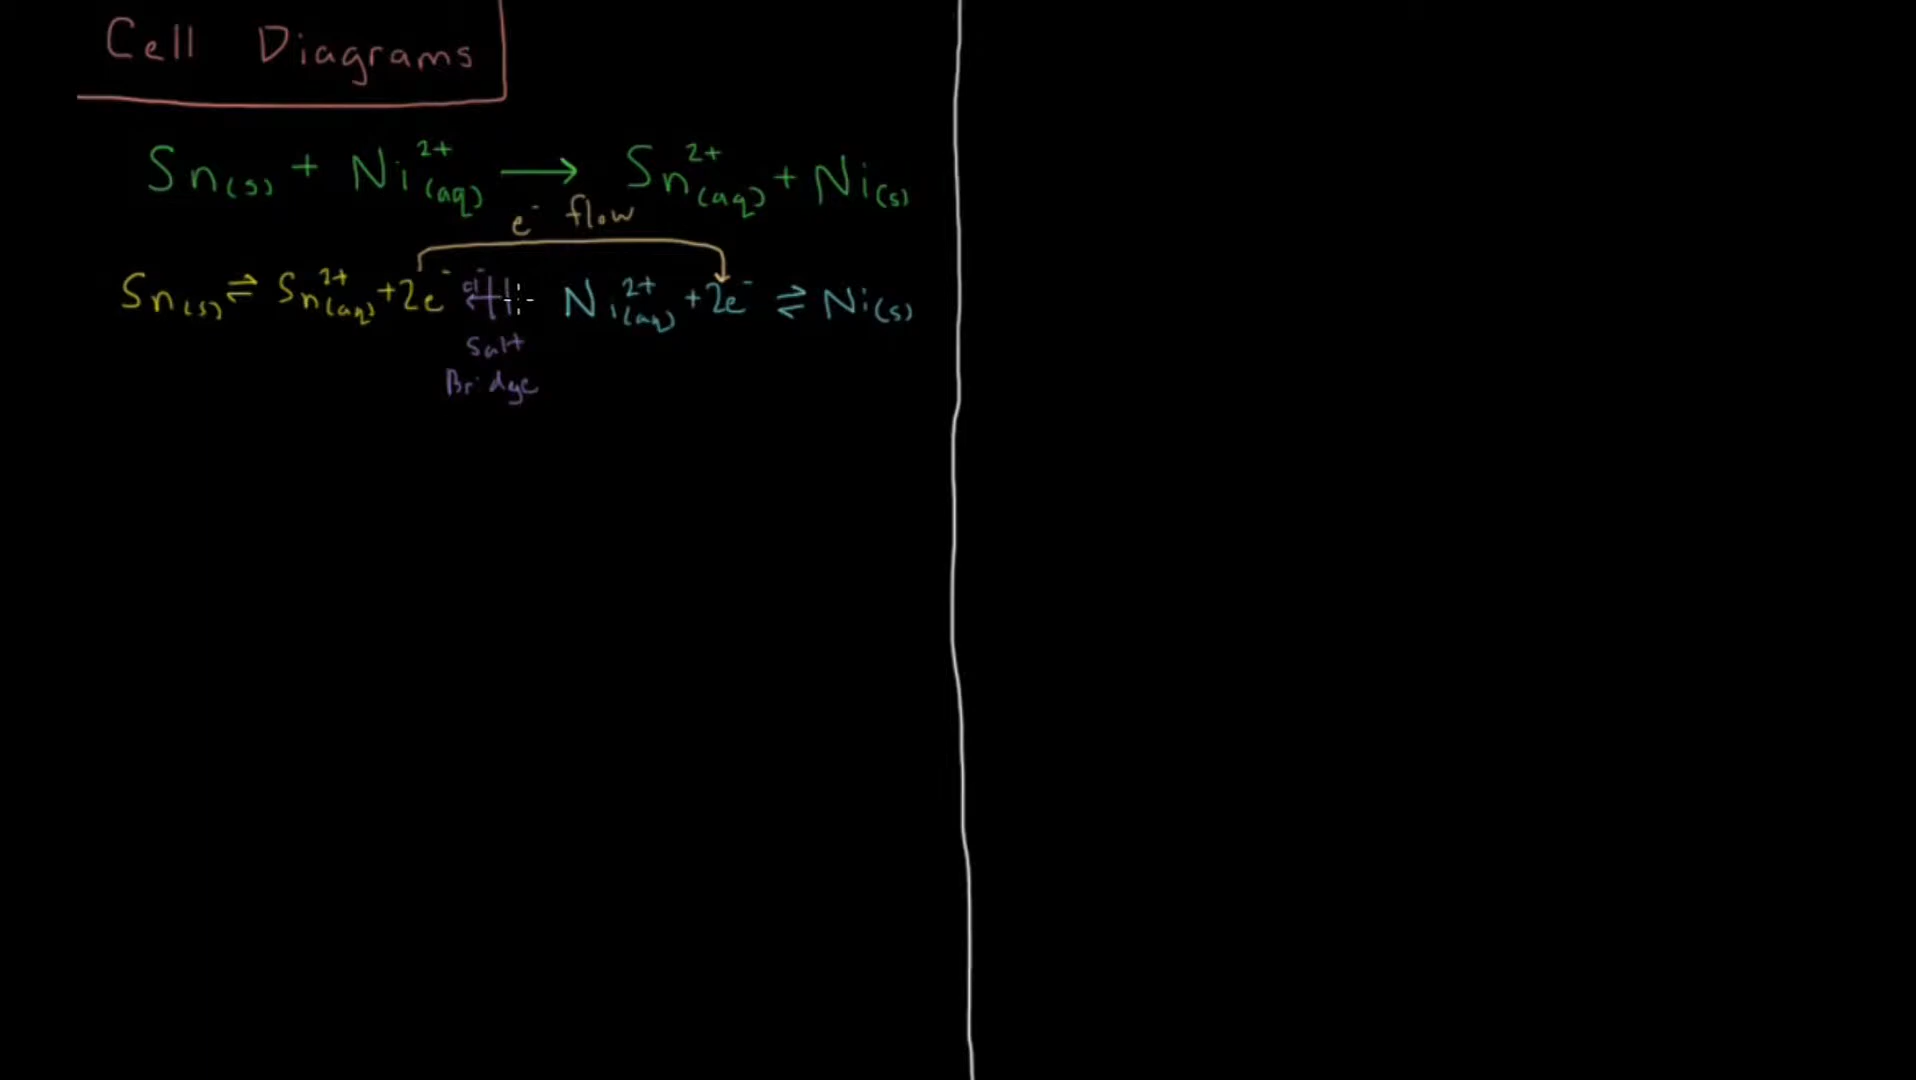 Cell Diagrams
Sn(s) + Ni²⁺(aq) ⟶ Sn²⁺(aq) + Ni(s)
e⁻ flow
Sn(s) ⇌ Sn²⁺(aq) + 2e⁻ Cl⁻ Ni²⁺(aq) + 2e⁻ ⇌ Ni(s)
Salt
Bridge